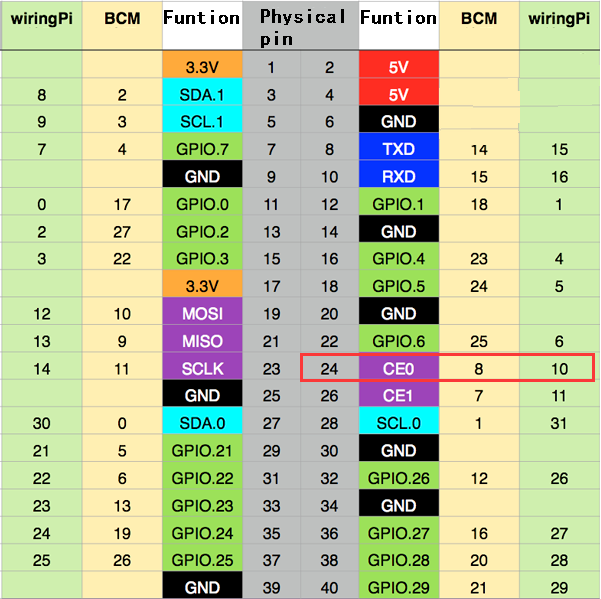 wiringPi BCM Funtion Physical pin Funtion BCM wiringPi
3.3V 1 2 5V
8 2 SDA.1 3 4 5V
9 3 SCL.1 5 6 GND
7 4 GPIO.7 7 8 TXD 14 15
GND 9 10 RXD 15 16
0 17 GPIO.0 11 12 GPIO.1 18 1
2 27 GPIO.2 13 14 GND
3 22 GPIO.3 15 16 GPIO.4 23 4
3.3V 17 18 GPIO.5 24 5
12 10 MOSI 19 20 GND
13 9 MISO 21 22 GPIO.6 25 6
14 11 SCLK 23 24 CE0 8 10
GND 25 26 CE1 7 11
30 0 SDA.0 27 28 SCL.0 1 31
21 5 GPIO.21 29 30 GND
22 6 GPIO.22 31 32 GPIO.26 12 26
23 13 GPIO.23 33 34 GND
24 19 GPIO.24 35 36 GPIO.27 16 27
25 26 GPIO.25 37 38 GPIO.28 20 28
GND 39 40 GPIO.29 21 29